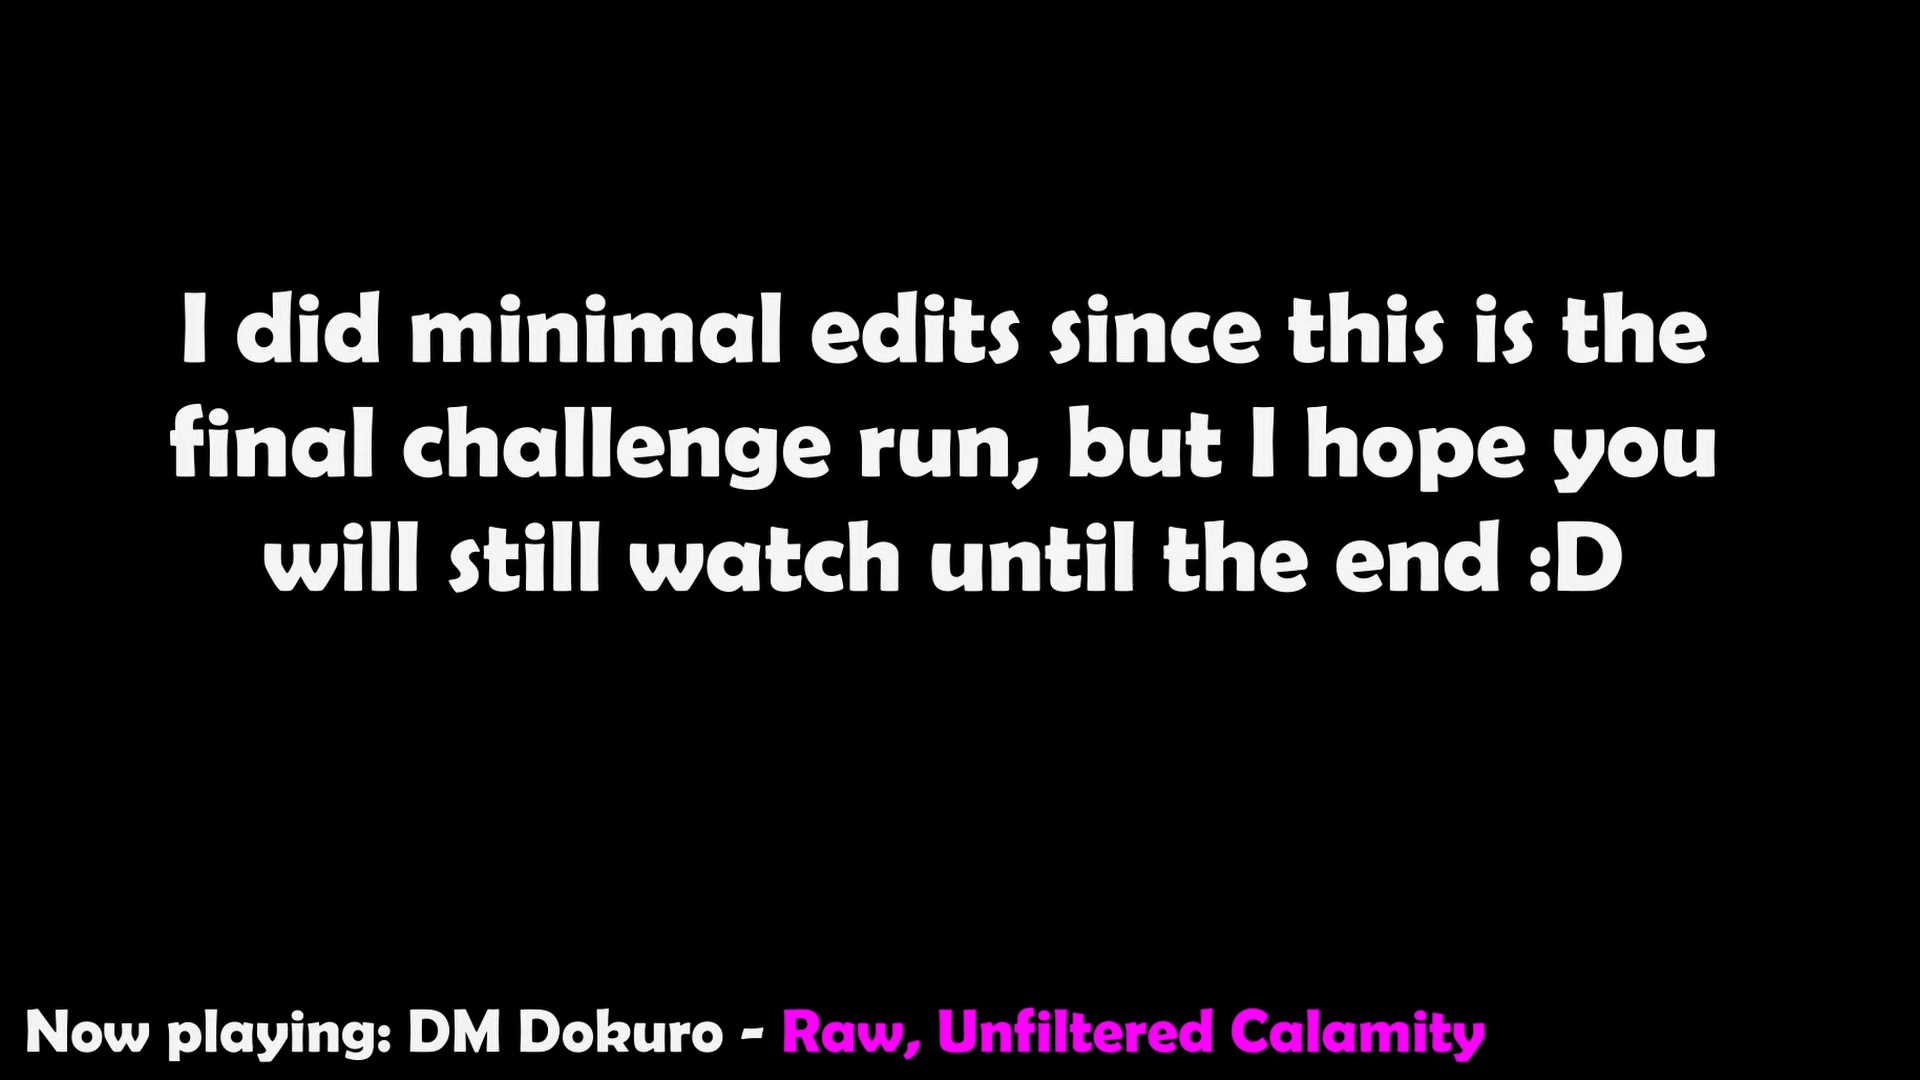 I did minimal edits since this is the
final challenge run, but I hope you
will still watch until the end :D
Now playing: DM Dokuro - Raw, Unfiltered Calamity